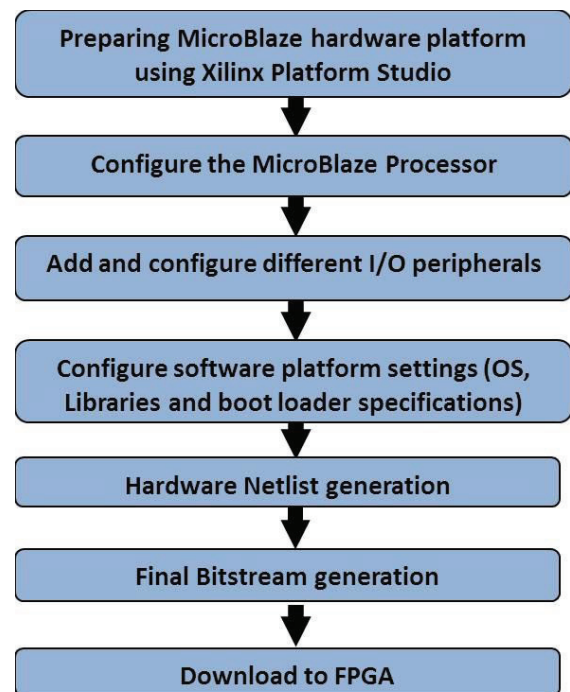 Preparing MicroBlaze hardware platform
using Xilinx Platform Studio
Configure the MicroBlaze Processor
Add and configure different I/O peripherals
Configure software platform settings (OS,
Libraries and boot loader specifications)
Hardware Netlist generation
Final Bitstream generation
Download to FPGA